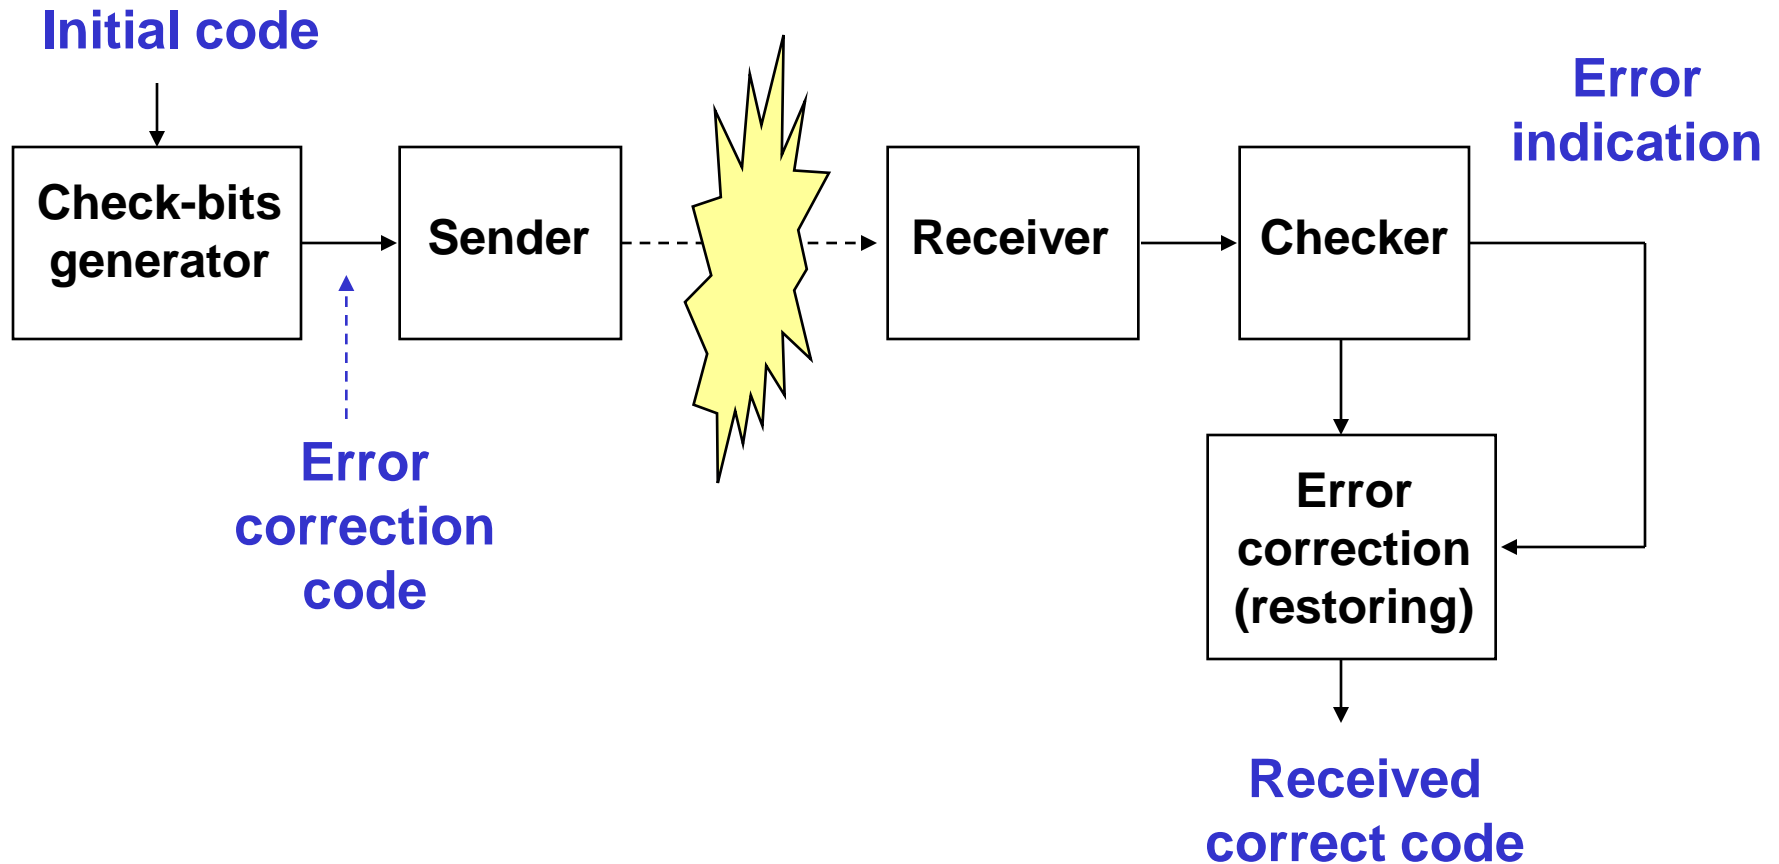 Initial code
Error
indication
Check-bits
generator
Sender
Receiver
Checker
Error
correction
code
Error
correction
(restoring)
Received
correct code